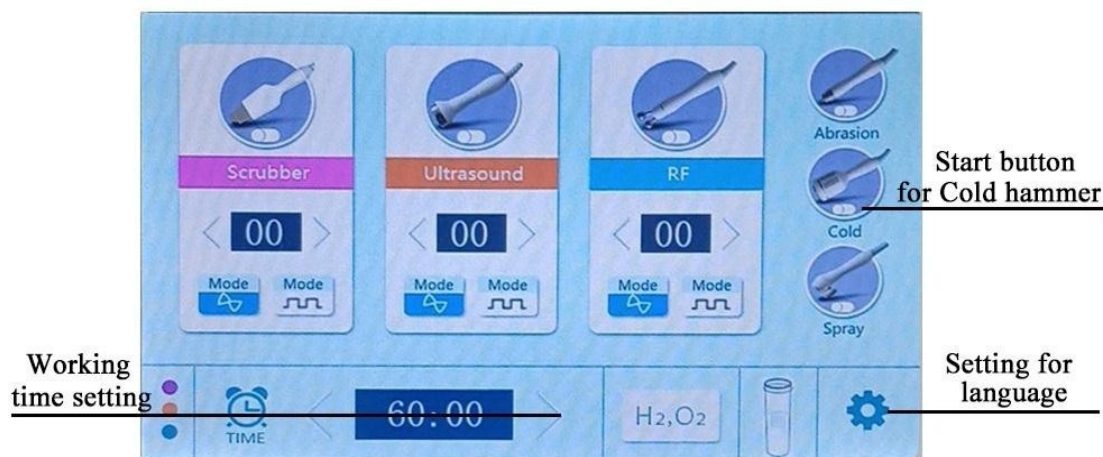 Scrubber
Ultrasound
RF
00
00
00
Mode
Mode
Mode
Mode
Mode
Mode
Abrasion
Cold
Spray
Start button
for Cold hammer
Working
time setting
TIME
60:00
H2,O2
Setting for
language